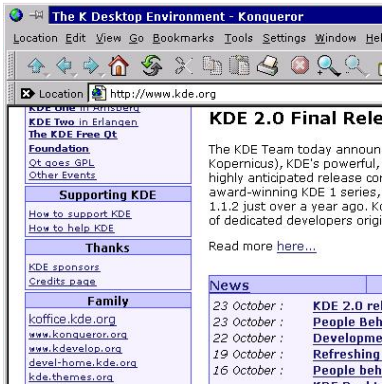 The K Desktop Environment - Konqueror
Location Edit View Go Bookmarks Tools Settings Window
Location http://www.kde.org
KDE One in Arnsberg
KDE Two in Erlangen
The KDE Free Qt
Foundation
Qt goes GPL
Other Events
Supporting KDE
How to support KDE
How to help KDE
Thanks
KDE sponsors
Credits page
Family
koffice.kde.org
www.konqueror.org
www.kdevelop.org
devel-home.kde.org
kde.themes.org
KDE 2.0 Final Rele
The KDE Team today announ
Kopernicus), KDE's powerful,
highly anticipated release co
award-winning KDE 1 series,
1.1.2 just over a year ago. K
of dedicated developers origi
Read more here...
News
23 October : KDE 2.0 rel
23 October : People Beh
22 October : Developme
19 October : Refreshing
16 October : People beh